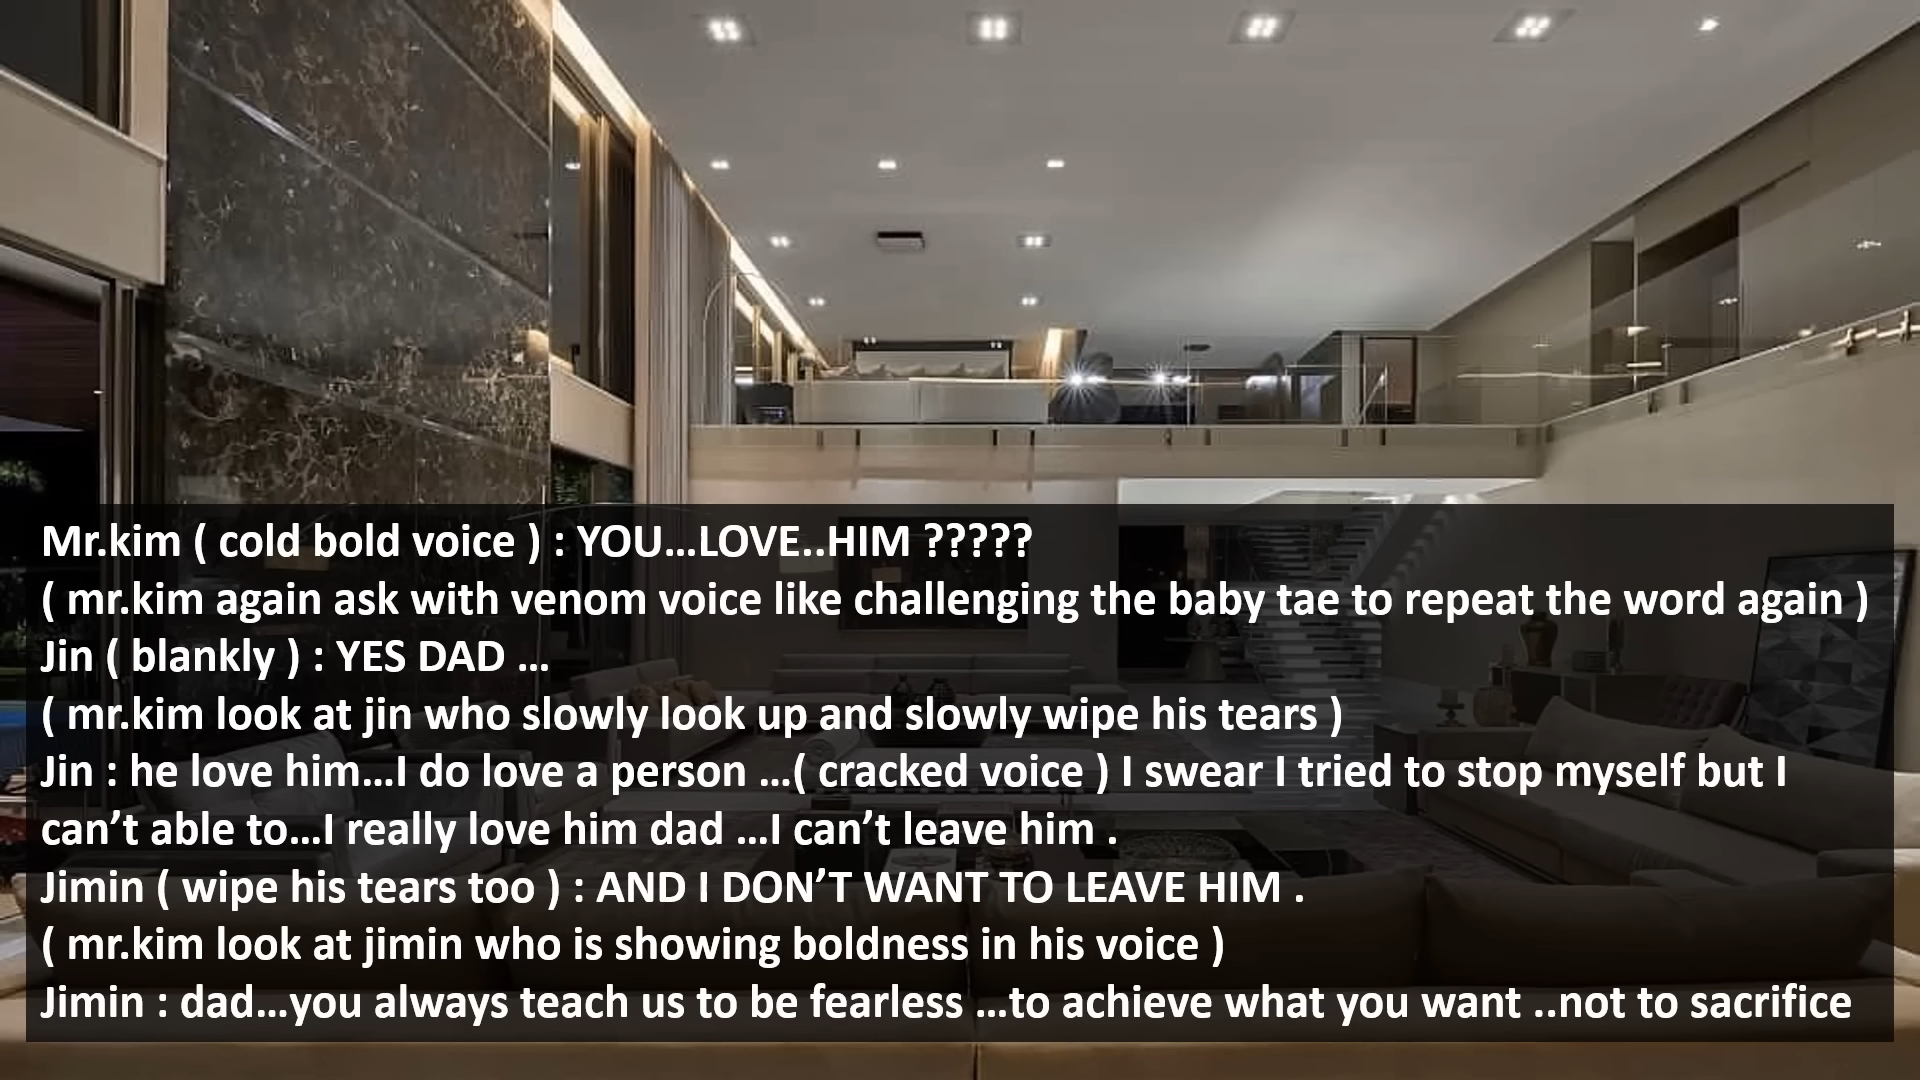 Mr.kim ( cold bold voice ) : YOU…LOVE..HIM ?????
( mr.kim again ask with venom voice like challenging the baby tae to repeat the word again )
Jin ( blankly ) : YES DAD …
( mr.kim look at jin who slowly look up and slowly wipe his tears )
Jin : he love him…I do love a person …( cracked voice ) I swear I tried to stop myself but I
can’t able to…I really love him dad …I can’t leave him .
Jimin ( wipe his tears too ) : AND I DON’T WANT TO LEAVE HIM .
( mr.kim look at jimin who is showing boldness in his voice )
Jimin : dad…you always teach us to be fearless …to achieve what you want ..not to sacrifice